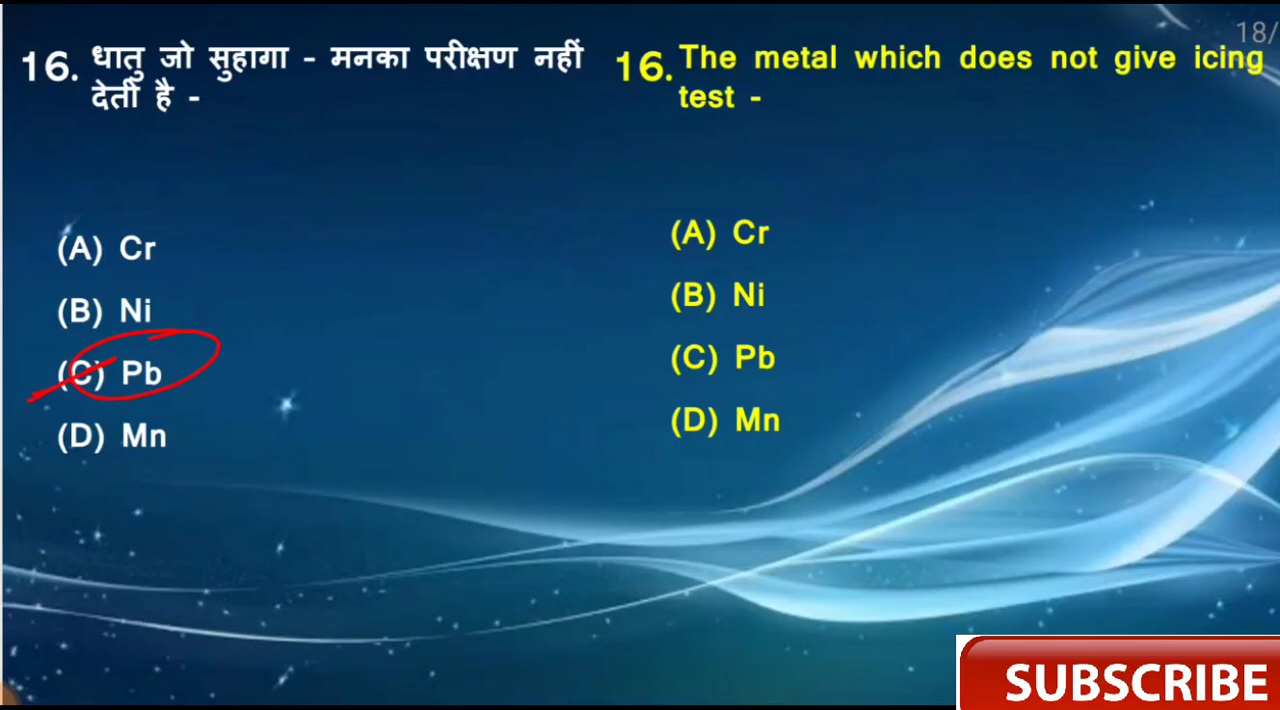 18/
16. धातु जो सुहागा - मनका परीक्षण नहीं
देती है -
(A) Cr
(B) Ni
(C) Pb
(D) Mn
16. The metal which does not give icing
test -
(A) Cr
(B) Ni
(C) Pb
(D) Mn
SUBSCRIBE